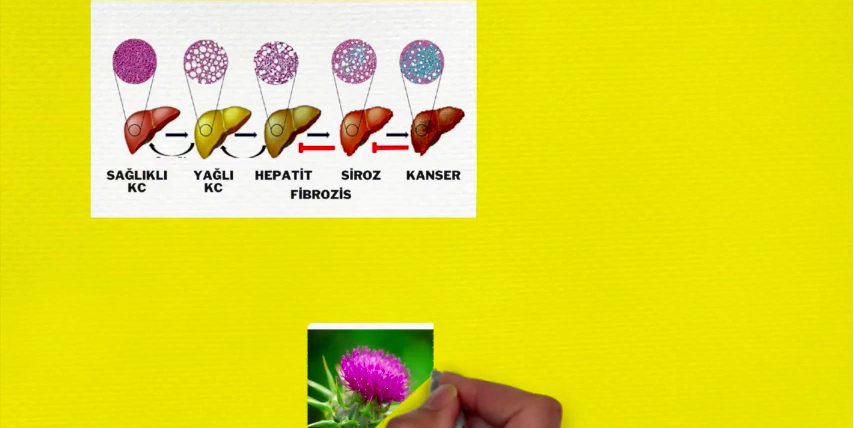 SAĞLIKLI KC
YAĞLI KC
HEPATİT
SİROZ
KANSER
FİBROZİS